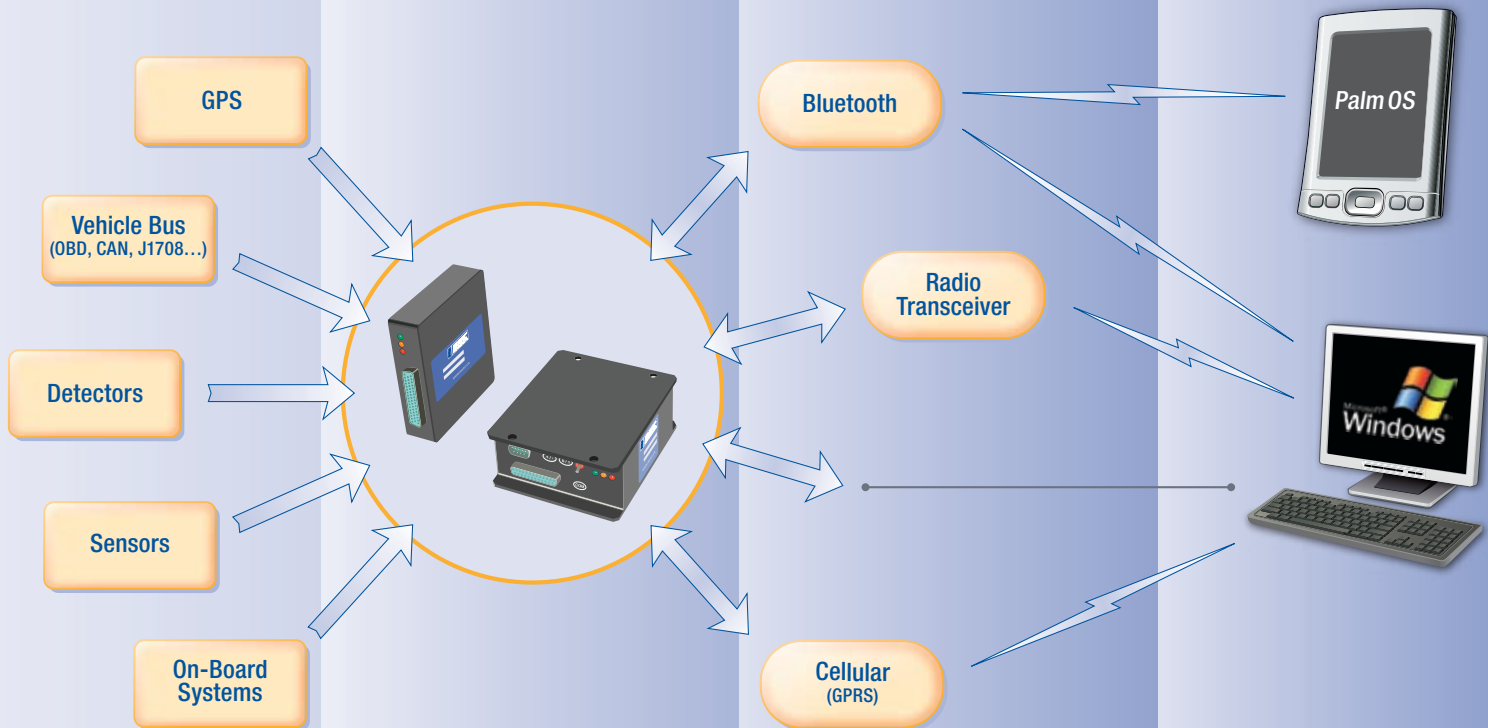 GPS
Vehicle Bus
(OBD, CAN, J1708…)
Detectors
Sensors
On-Board
Systems
Bluetooth
Radio
Transceiver
Cellular
(GPRS)
Palm OS
Microsoft®
Windows